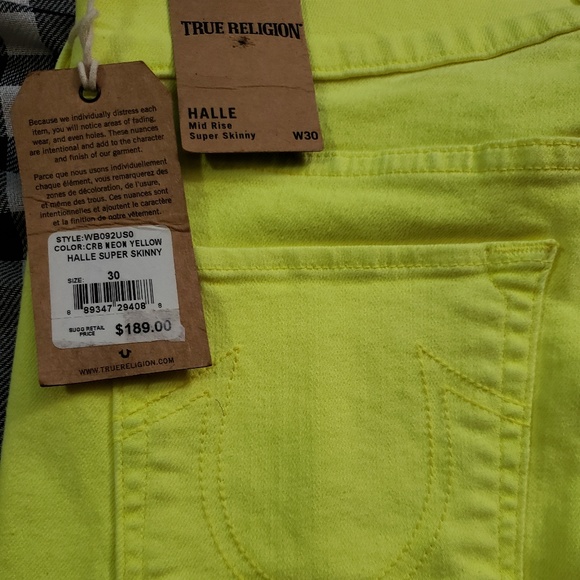 TRUE RELIGION
HALLE
Mid Rise
Super Skinny
W30
Because we individually distress each
item, you will notice areas of fading,
wear, and even holes. These nuances
are intentional and add to the character
and finish of our garment.
Parce que nous individuellement
chaque élément, vous remarquerez des
zones de décoloration, de l'usure,
et même des trous. Ces nuances sont
intentionnelles et ajoutent le caractère
et la finition de notre vêtement.
STYLE:WB092US0
COLOR:CRB NEON YELLOW
HALLE SUPER SKINNY
SIZE:
30
8 89347 29408 8
SUGG RETAIL
PRICE
$189.00
WWW.TRUERELIGION.COM